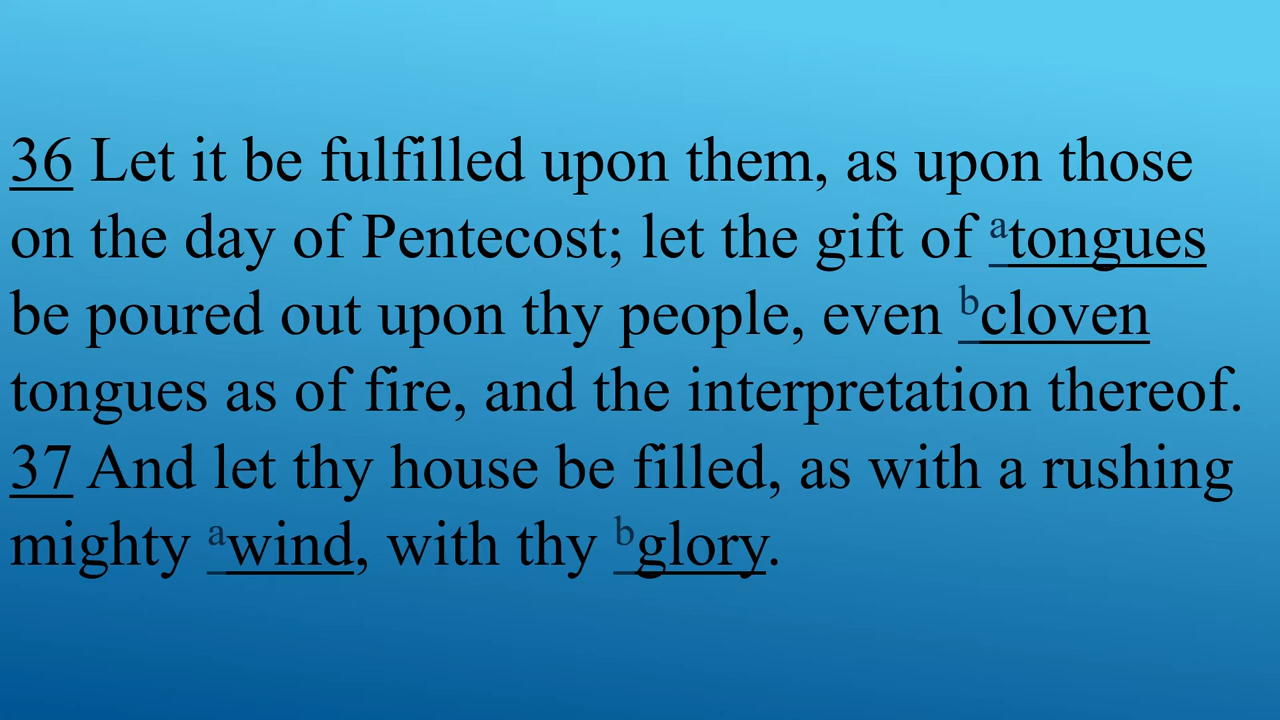 36 Let it be fulfilled upon them, as upon those
on the day of Pentecost; let the gift of atongues
be poured out upon thy people, even bcloven
tongues as of fire, and the interpretation thereof.
37 And let thy house be filled, as with a rushing
mighty awind, with thy bglory.